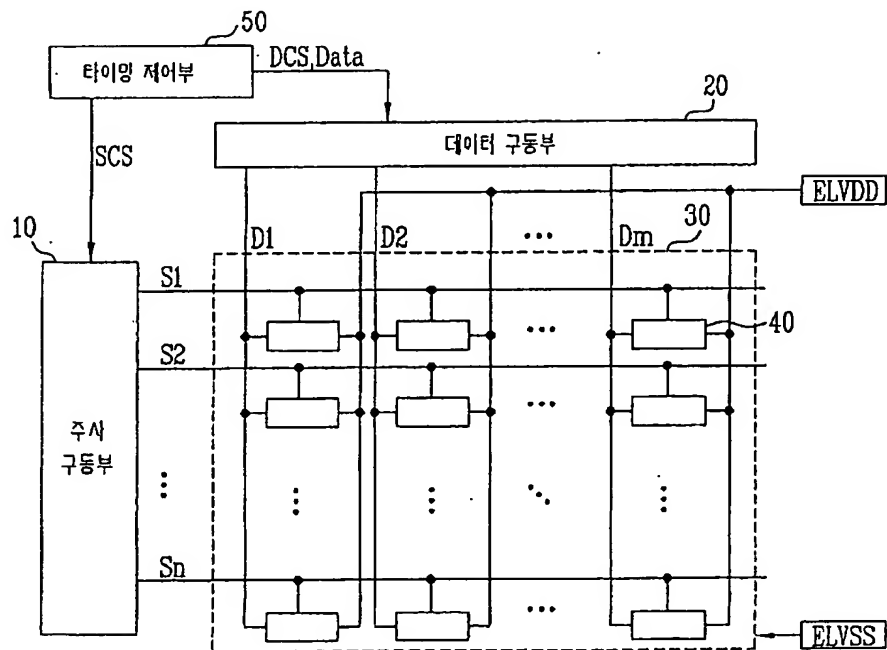 50
타이밍 제어부
DCS,Data
20
데이터 구동부
SCS
ELVDD
10
D1
D2
...
Dm
30
S1
40
...
S2
...
주사
구동부
Sn
...
ELVSS